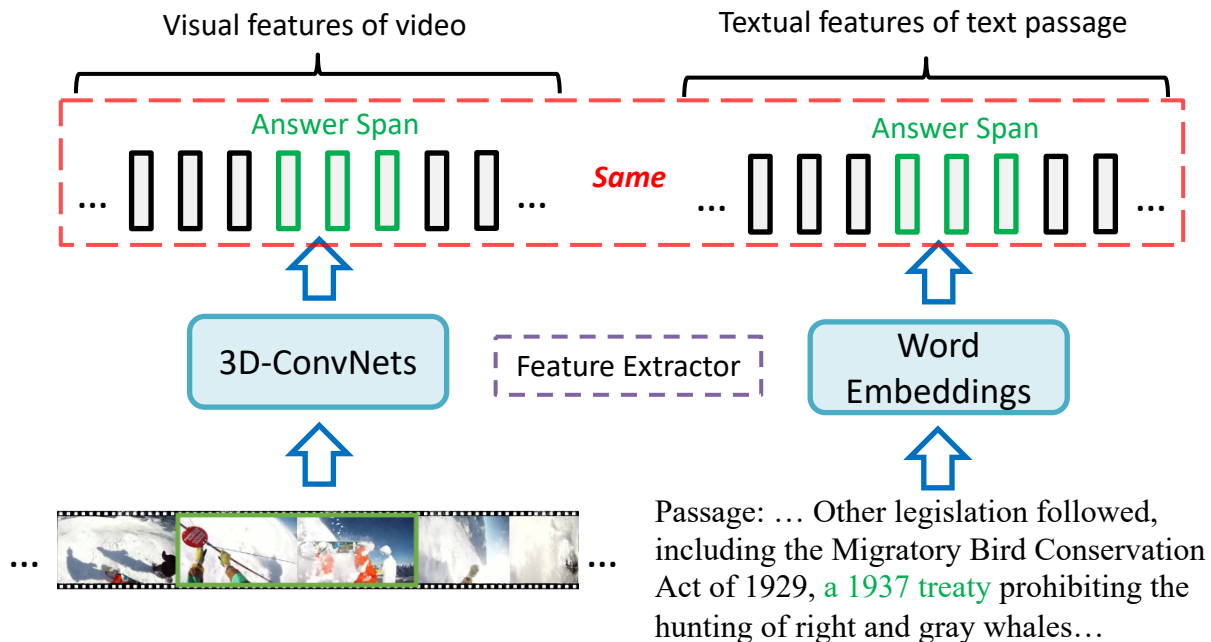 Visual features of video
Textual features of text passage
Answer Span
Answer Span
...
...
Same
...
...
3D-ConvNets
Feature Extractor
Word
Embeddings
...
...
Passage: … Other legislation followed,
including the Migratory Bird Conservation
Act of 1929, a 1937 treaty prohibiting the
hunting of right and gray whales…